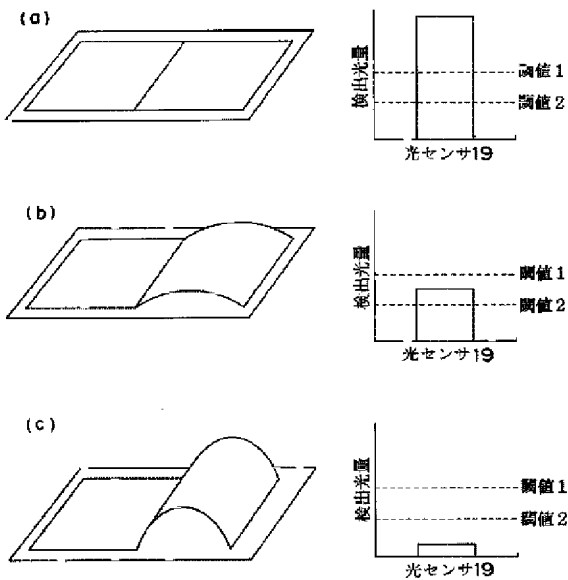 (a)
検出光量
閾値1
閾値2
光センサ19
(b)
検出光量
閾値1
閾値2
光センサ19
(c)
検出光量
閾値1
閾値2
光センサ19